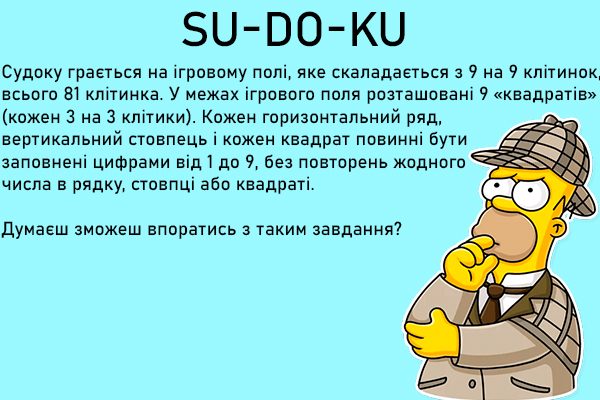 SU-DO-KU
Судоку грається на ігровому полі, яке скаладається з 9 на 9 клітинок,
всього 81 клітинка. У межах ігрового поля розташовані 9 «квадратів»
(кожен 3 на 3 клітики). Кожен горизонтальний ряд,
вертикальний стовпець і кожен квадрат повинні бути
заповнені цифрами від 1 до 9, без повторень жодного
числа в рядку, стовпці або квадраті.
Думаєш зможеш впоратись з таким завдання?